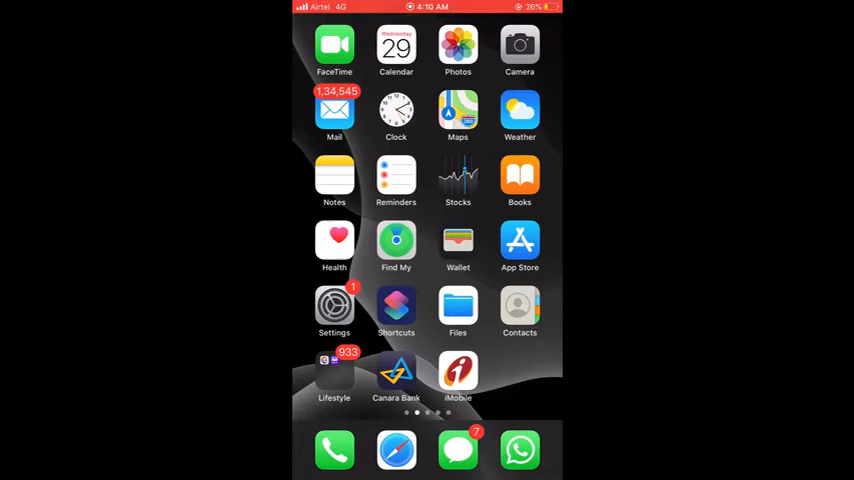 Airtel 4G 4:10 AM 26%
Wednesday
29
FaceTime Calendar Photos Camera
1,34,545
280
Mail Clock Maps Weather
Notes Reminders Stocks Books
Health Find My Wallet App Store
1
Settings Shortcuts Files Contacts
933
Lifestyle Canara Bank iMobile
7